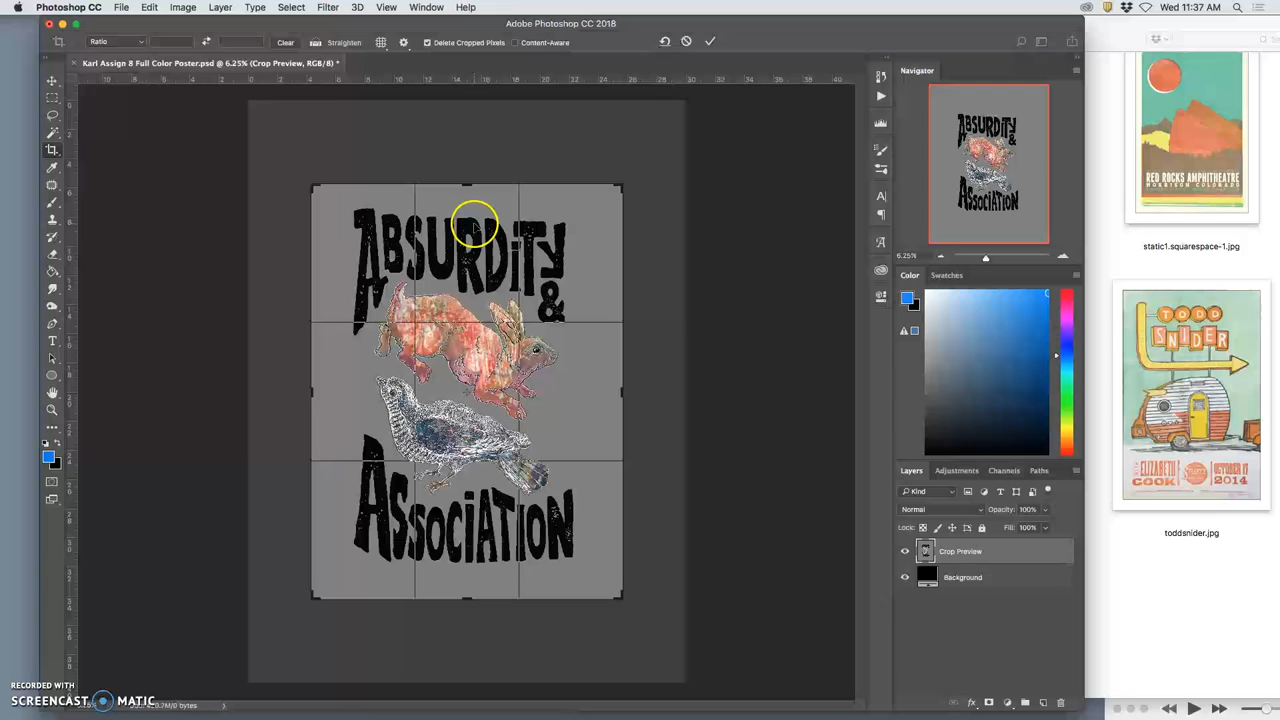 Photoshop CC File Edit Image Layer Type Select Filter 3D View Window Help
Wed 11:37 AM
Adobe Photoshop CC 2018
Ratio Clear Straighten Delete Cropped Pixels Content-Aware
Karl Assign 8 Full Color Poster.psd @ 6.25% (Crop Preview, RGB/8) *
Navigator
6.25%
Color Swatches
Layers Adjustments Channels Paths
Kind
Normal Opacity: 100%
Lock: Fill: 100%
Crop Preview
Background
ABSURDITY
&
ASSOCIATION
RED ROCKS AMPHITHEATRE
MORRISON COLORADO
static1.squarespace-1.jpg
TODD
SNIDER
ELIZABETH
COOK
OCTOBER 17
2014
toddsnider.jpg
RECORDED WITH
SCREENCAST MATIC